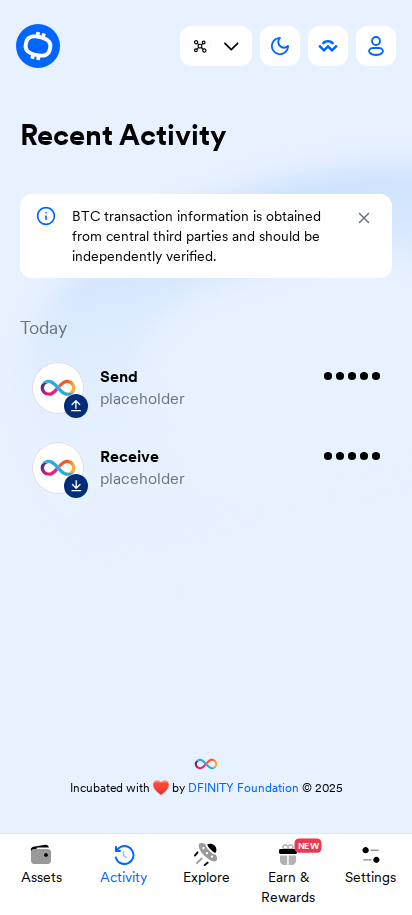 Recent Activity
BTC transaction information is obtained
from central third parties and should be
independently verified.
Today
Send
placeholder
Receive
placeholder
Incubated with ❤️ by DFINITY Foundation © 2025
NEW
Assets
Activity
Explore
Earn &
Rewards
Settings